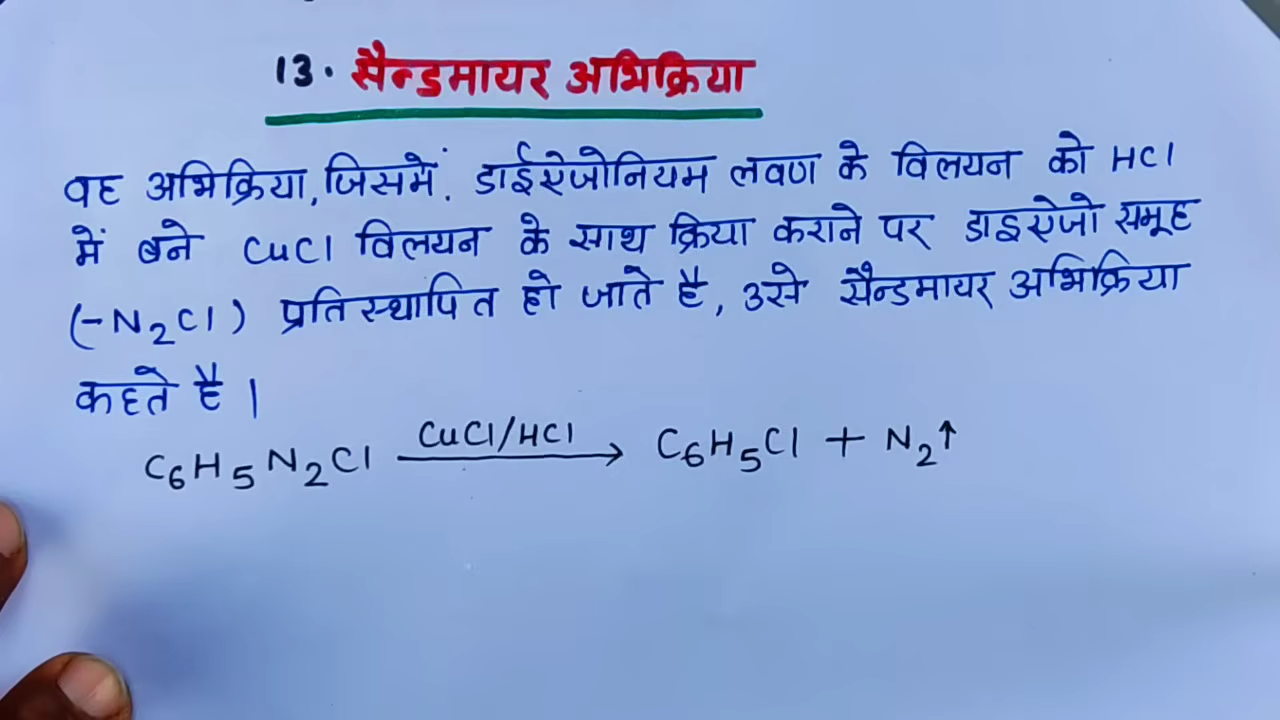 13. सैन्डमायर अभिक्रिया
वह अभिक्रिया, जिसमें. डाईऐजोनियम लवण के विलयन को HCl
में बने CuCl विलयन के साथ क्रिया कराने पर डाइऐजो समूह
(-N₂Cl) प्रतिस्थापित हो जाते है, उसे सैन्डमायर अभिक्रिया
कहते है।
C₆H₅N₂Cl CuCl/HCl → C₆H₅Cl + N₂↑